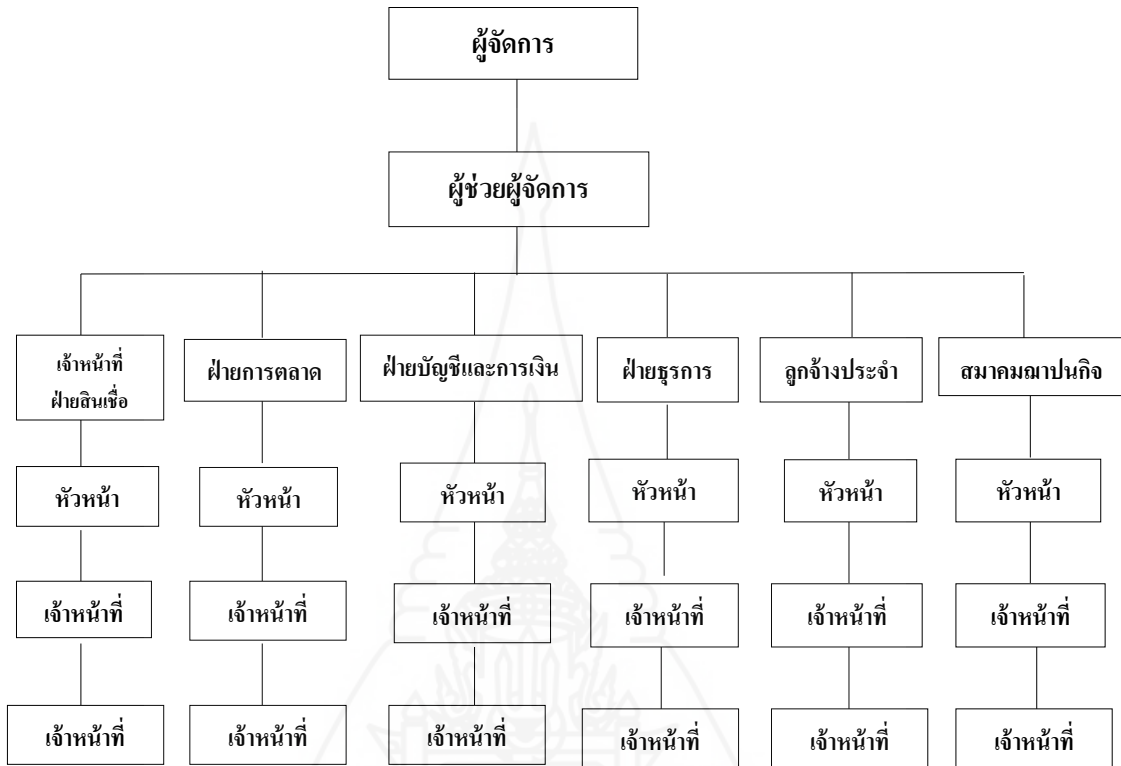 ผู้จัดการ
ผู้ช่วยผู้จัดการ
เจ้าหน้าที่
ฝ่ายสินเชื่อ
ฝ่ายการตลาด
ฝ่ายบัญชีและการเงิน
ฝ่ายธุรการ
ลูกจ้างประจำ
สมาคมฌาปนกิจ
หัวหน้า
หัวหน้า
หัวหน้า
หัวหน้า
หัวหน้า
หัวหน้า
เจ้าหน้าที่
เจ้าหน้าที่
เจ้าหน้าที่
เจ้าหน้าที่
เจ้าหน้าที่
เจ้าหน้าที่
เจ้าหน้าที่
เจ้าหน้าที่
เจ้าหน้าที่
เจ้าหน้าที่
เจ้าหน้าที่
เจ้าหน้าที่